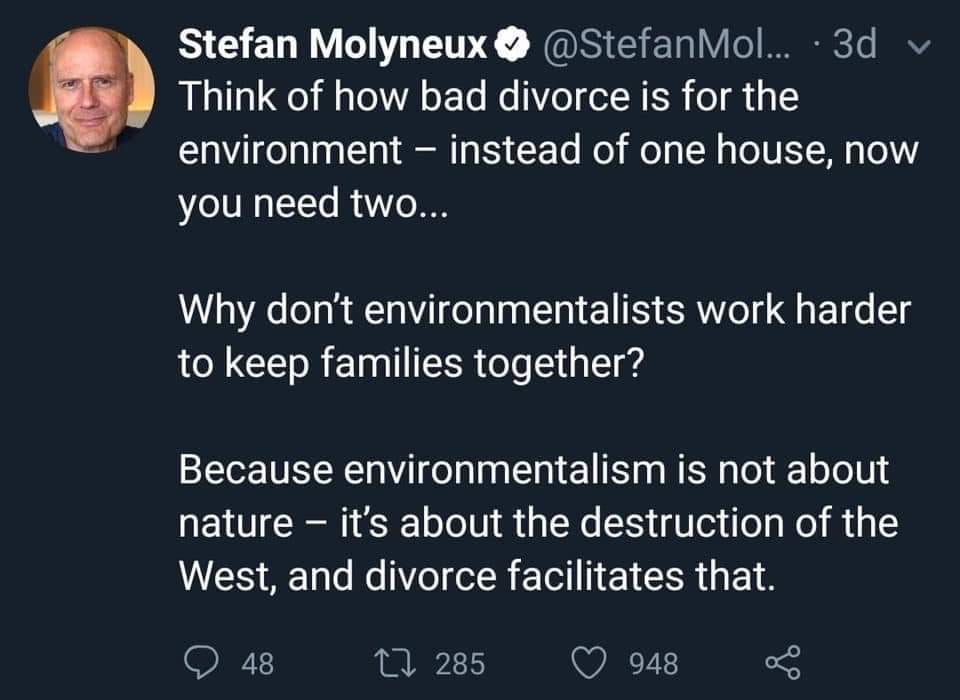 Stefan Molyneux @StefanMol... · 3d
Think of how bad divorce is for the
environment – instead of one house, now
you need two...
Why don’t environmentalists work harder
to keep families together?
Because environmentalism is not about
nature – it’s about the destruction of the
West, and divorce facilitates that.
48 285 948